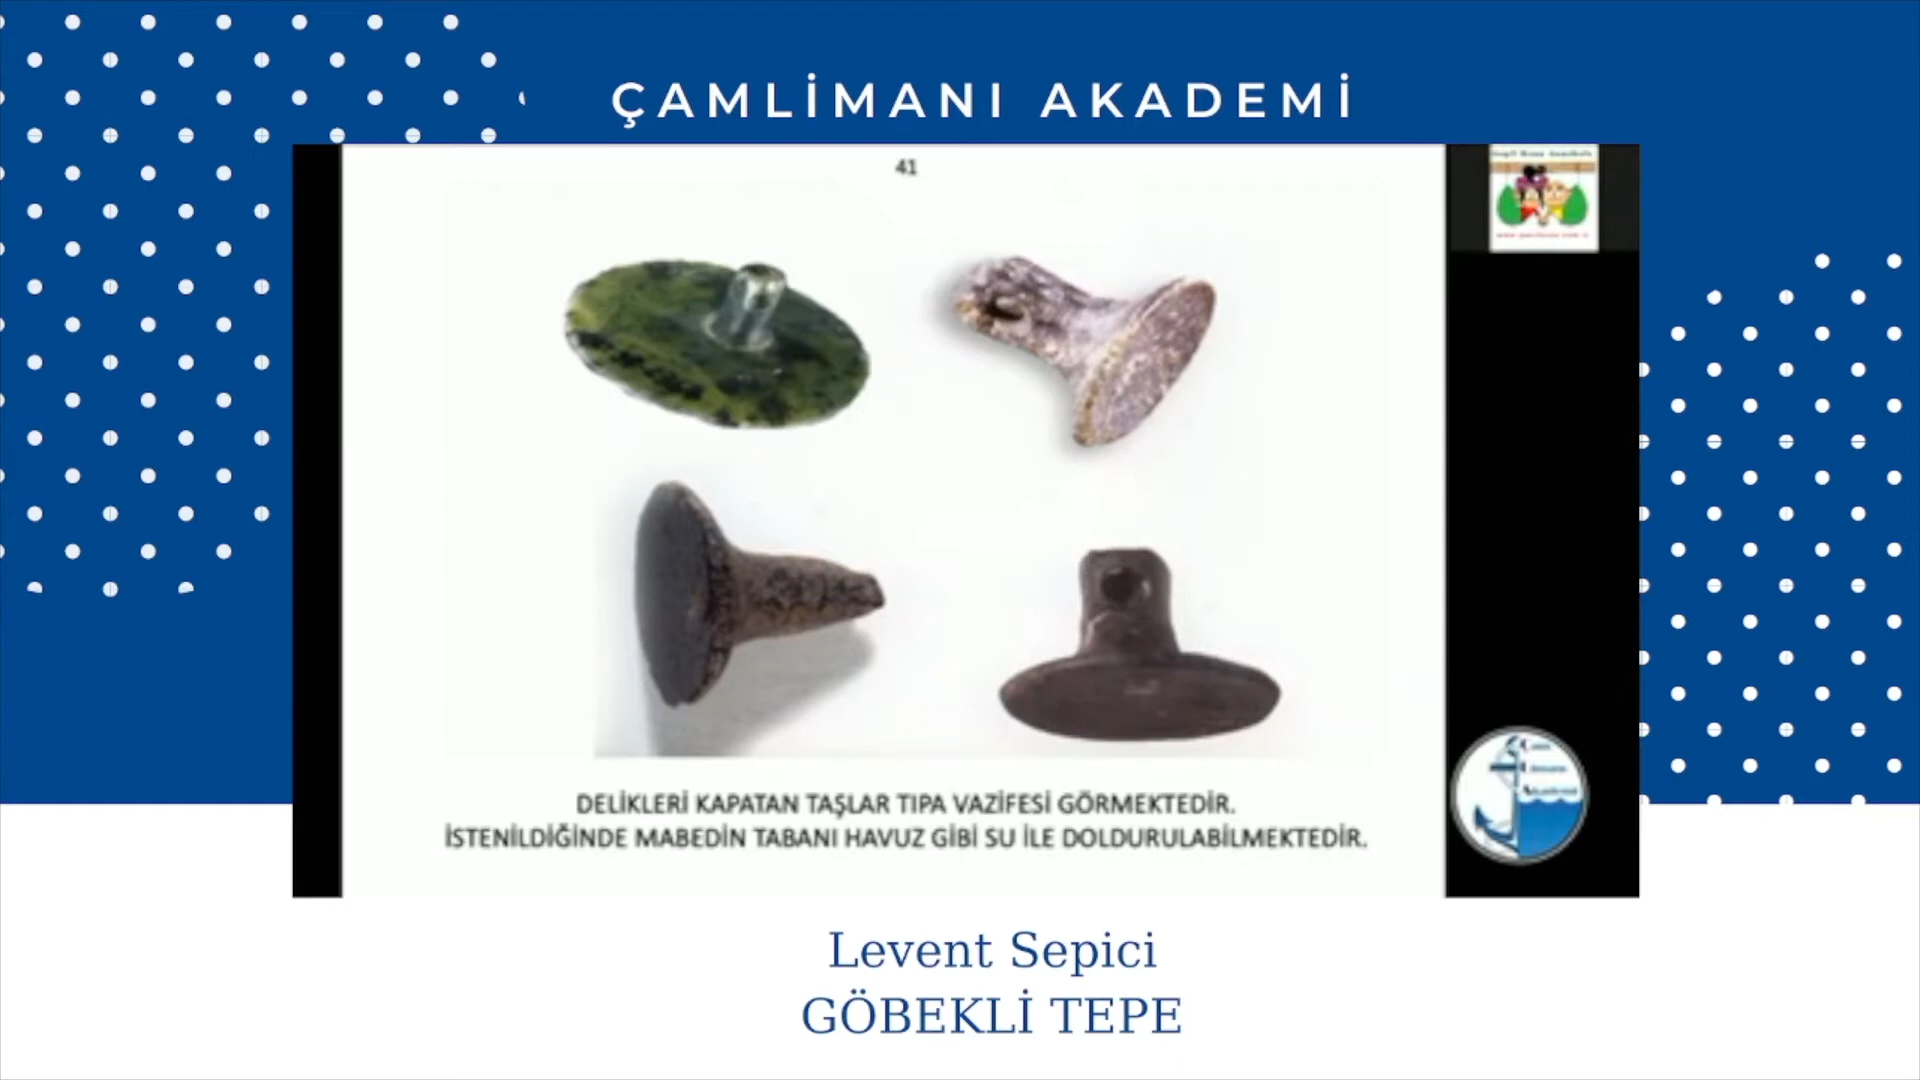 ÇAMLİMANI AKADEMİ
41
DELİKLERİ KAPATAN TAŞLAR TIPA VAZİFESİ GÖRMEKTEDİR.
İSTENİLDİĞİNDE MABEDİN TABANI HAVUZ GİBİ SU İLE DOLDURULABİLMEKTEDİR.
Levent Sepici
GÖBEKLİ TEPE